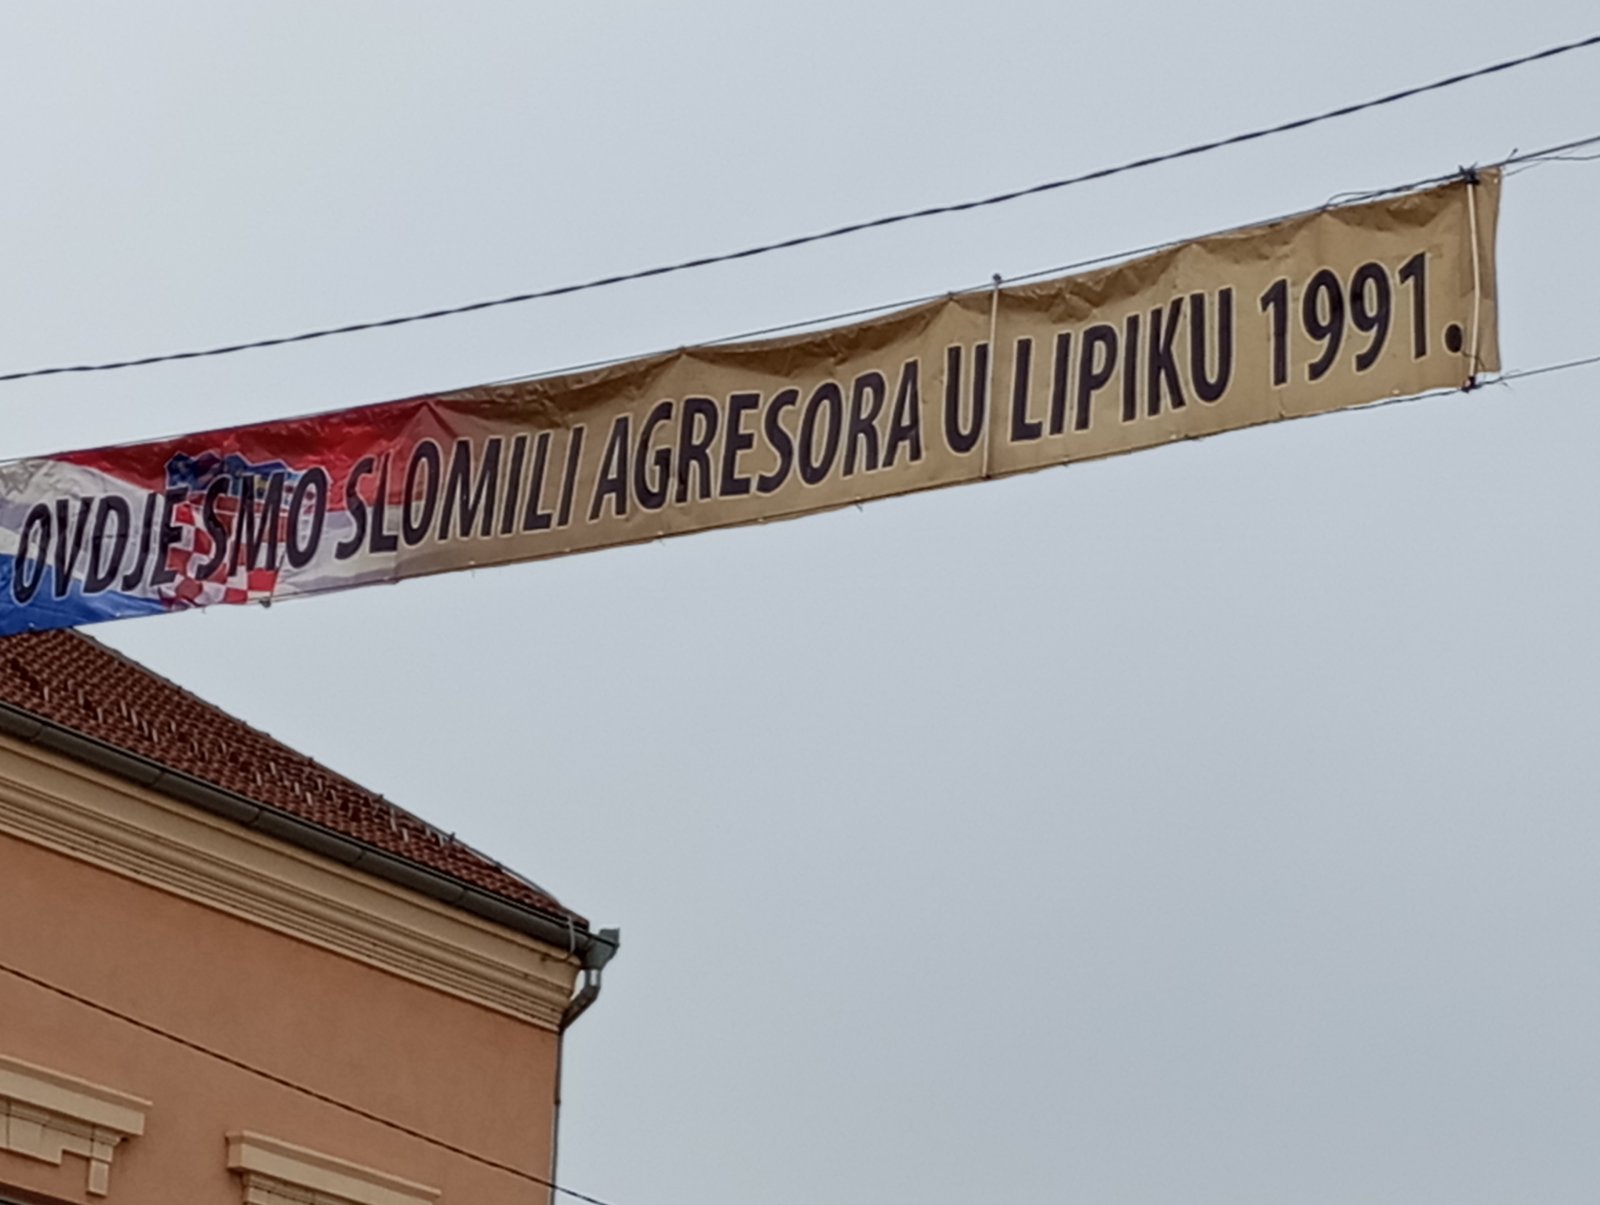 OVDJE SMO SLOMILI AGRESORA U LIPIKU 1991.